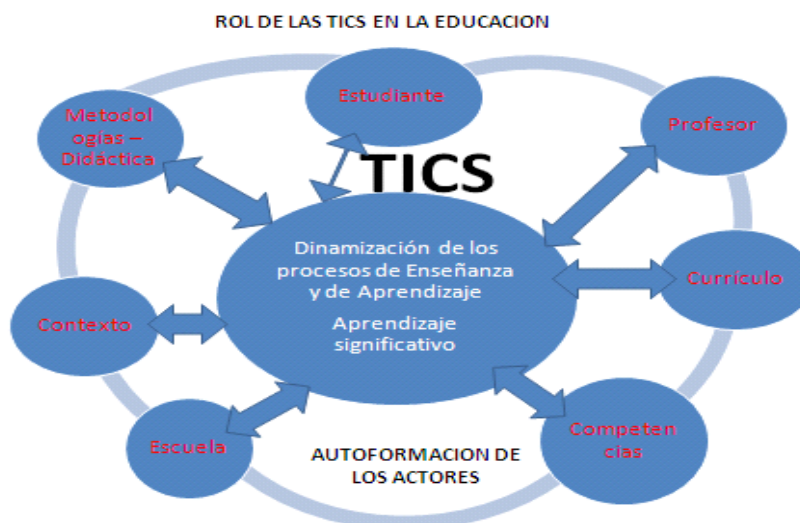 ROL DE LAS TICS EN LA EDUCACION
Estudiante
Metodol
ogías –
Didáctica
Profesor
TICS
Dinamización de los
procesos de Enseñanza
y de Aprendizaje
Aprendizaje
significativo
Currículo
Contexto
Competen
cias
Escuela
AUTOFORMACION DE
LOS ACTORES